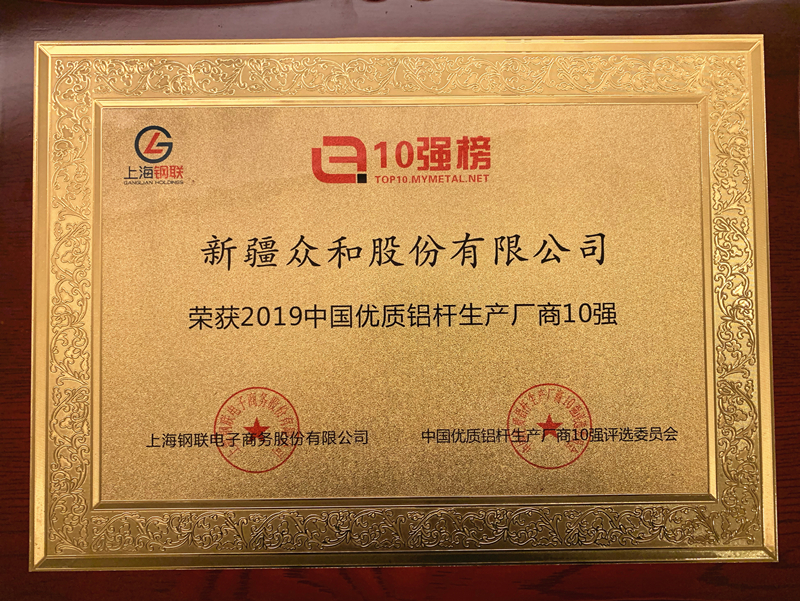 上海钢联
GANGLIAN HOLDINGS
10强榜
TOP10.MYMETAL.NET
新疆众和股份有限公司
荣获2019中国优质铝杆生产厂商10强
上海钢联电子商务股份有限公司
中国优质铝杆生产厂商10强评选委员会